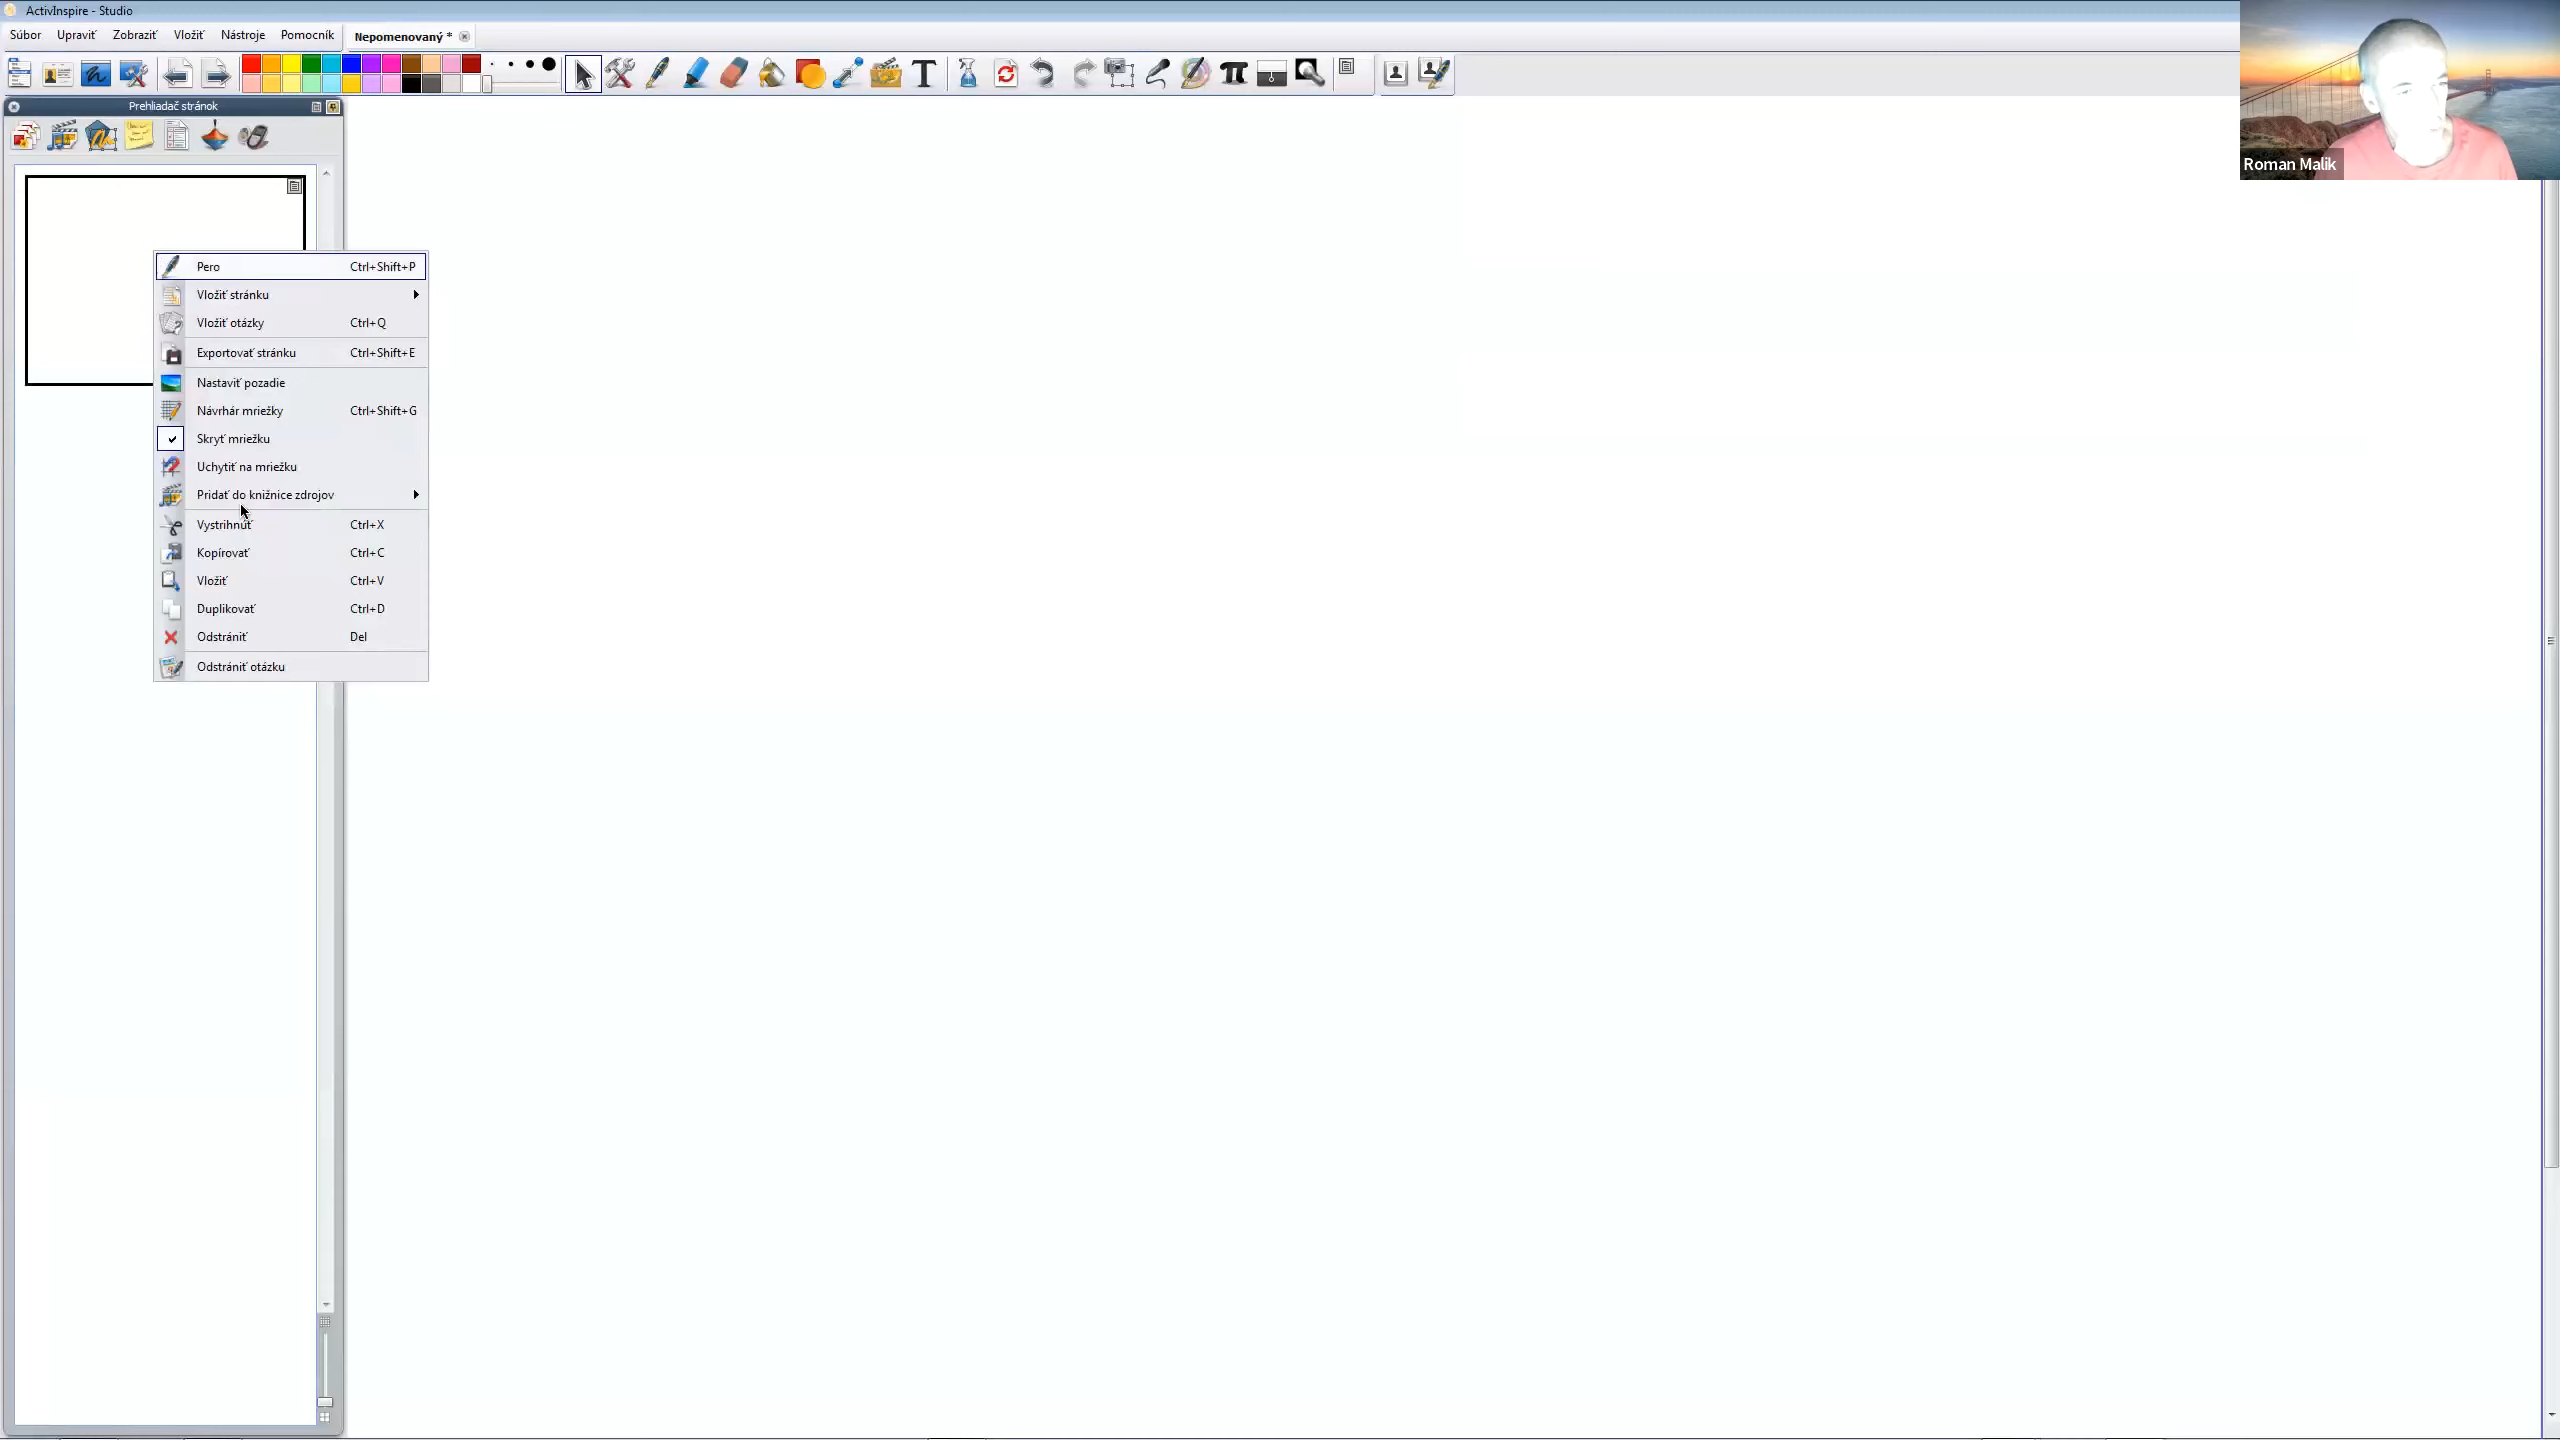 ActivInspire - Studio
Súbor Upraviť Zobraziť Vložiť Nástroje Pomocník Nepomenovaný *
Prehliadač stránok
Roman Malik
Pero Ctrl+Shift+P
Vložiť stránku
Vložiť otázky Ctrl+Q
Exportovať stránku Ctrl+Shift+E
Nastaviť pozadie
Návrhár mriežky Ctrl+Shift+G
Skryť mriežku
Uchytiť na mriežku
Pridať do knižnice zdrojov
Vystrihnúť Ctrl+X
Kopírovať Ctrl+C
Vložiť Ctrl+V
Duplikovať Ctrl+D
Odstrániť Del
Odstrániť otázku